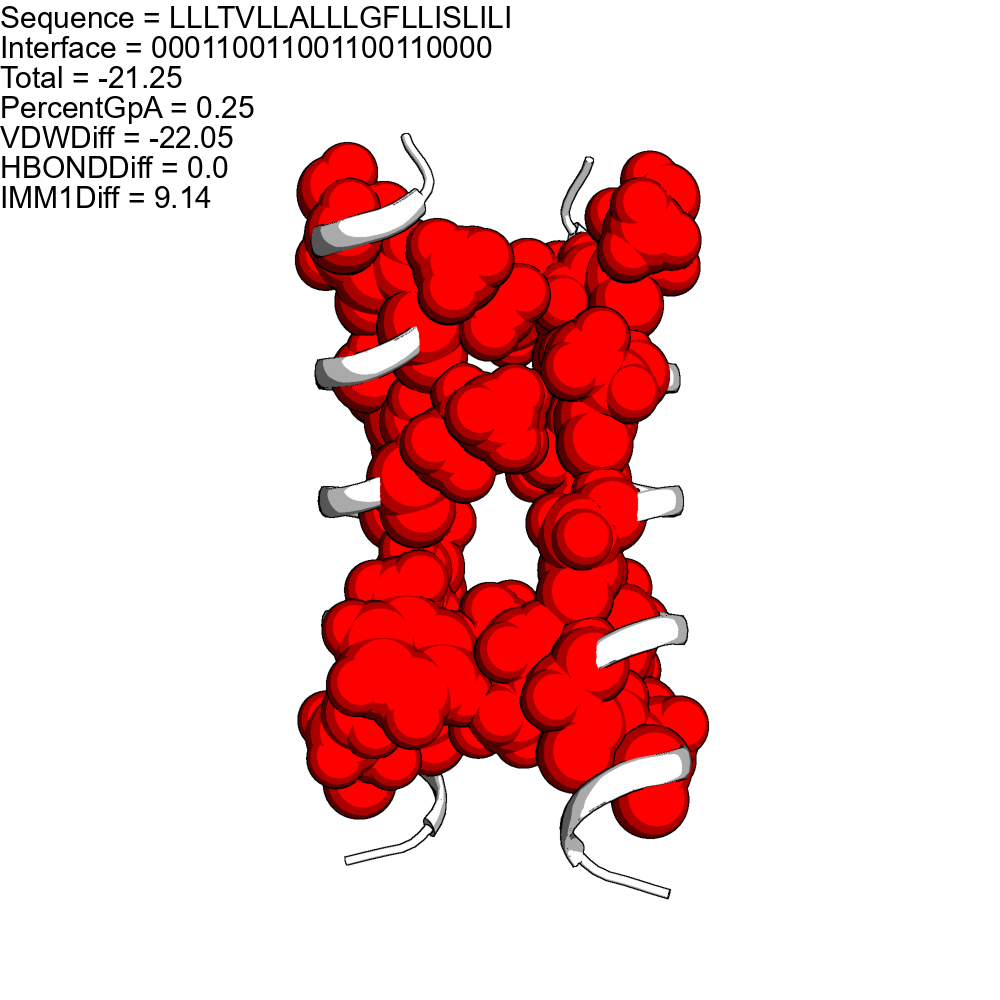 Sequence = LLLTVLLALLLGFLLISLILI
Interface = 000110011001100110000
Total = -21.25
PercentGpA = 0.25
VDWDiff = -22.05
HBONDDiff = 0.0
IMM1Diff = 9.14